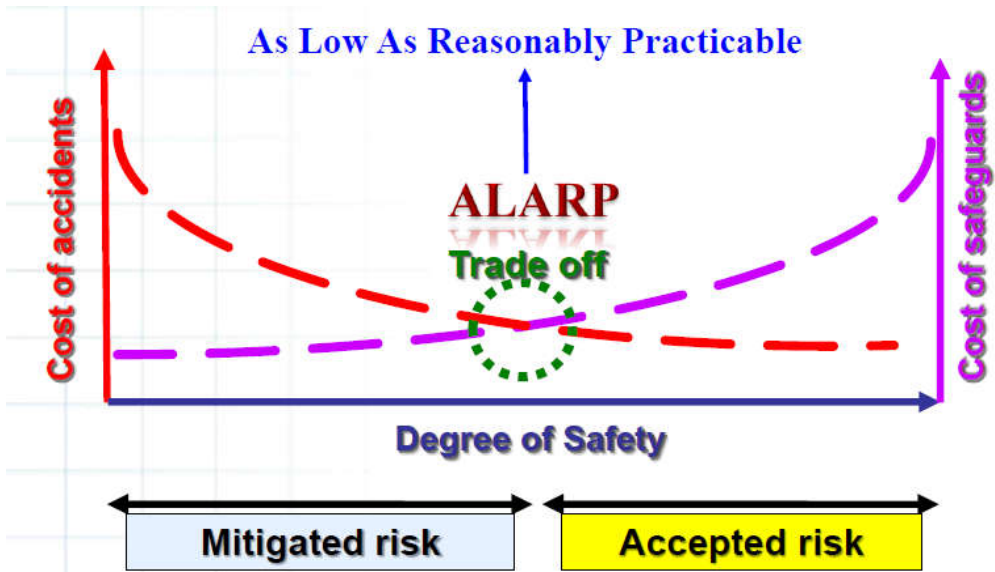 As Low As Reasonably Practicable
Cost of accidents
ALARP
Trade off
Cost of safeguards
Degree of Safety
Mitigated risk
Accepted risk